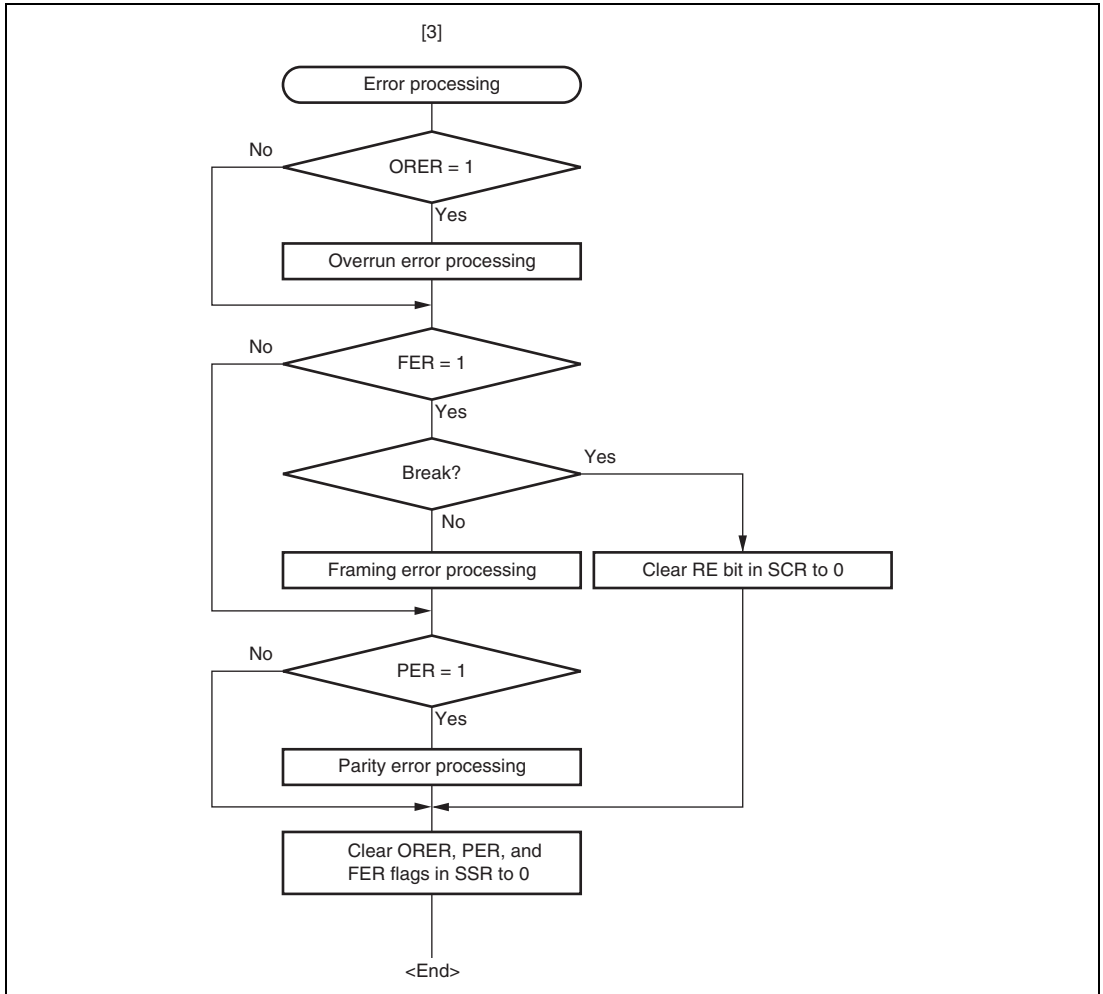 [3]
Error processing
No
ORER = 1
Yes
Overrun error processing
No
FER = 1
Yes
Break?
Yes
No
Framing error processing
Clear RE bit in SCR to 0
No
PER = 1
Yes
Parity error processing
Clear ORER, PER, and
FER flags in SSR to 0
<End>